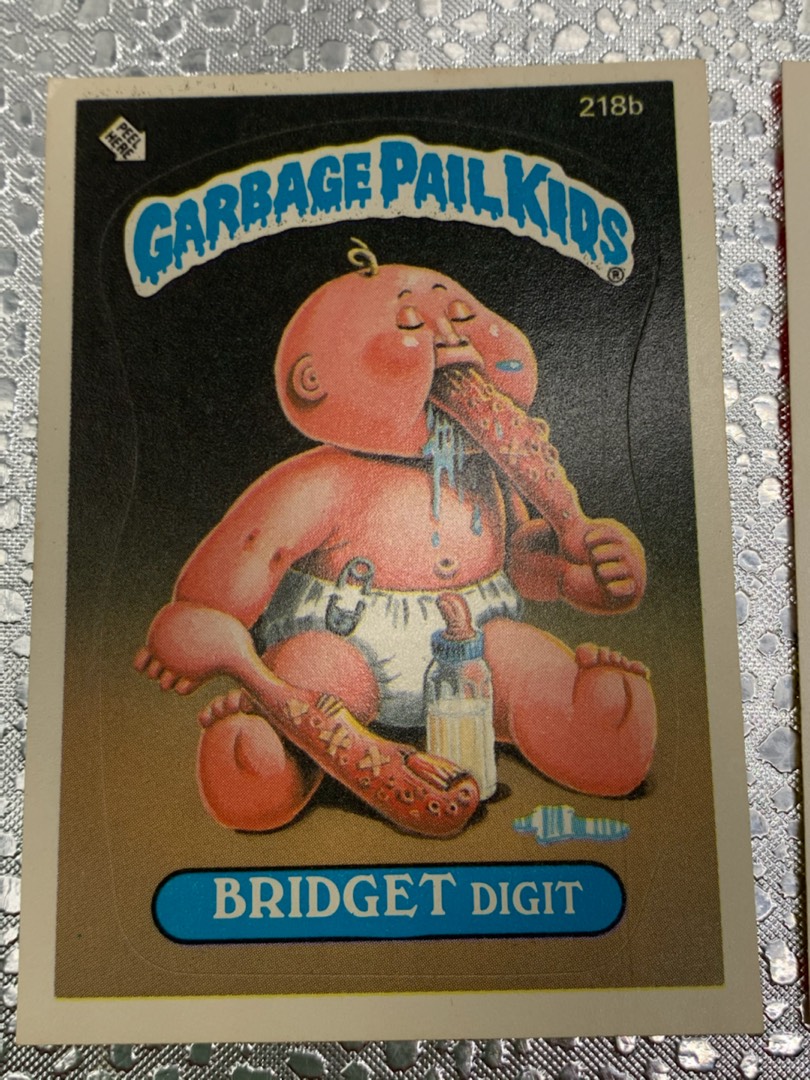 218b
PEEL
HERE
GARBAGE PAIL KIDS
®
BRIDGET DIGIT